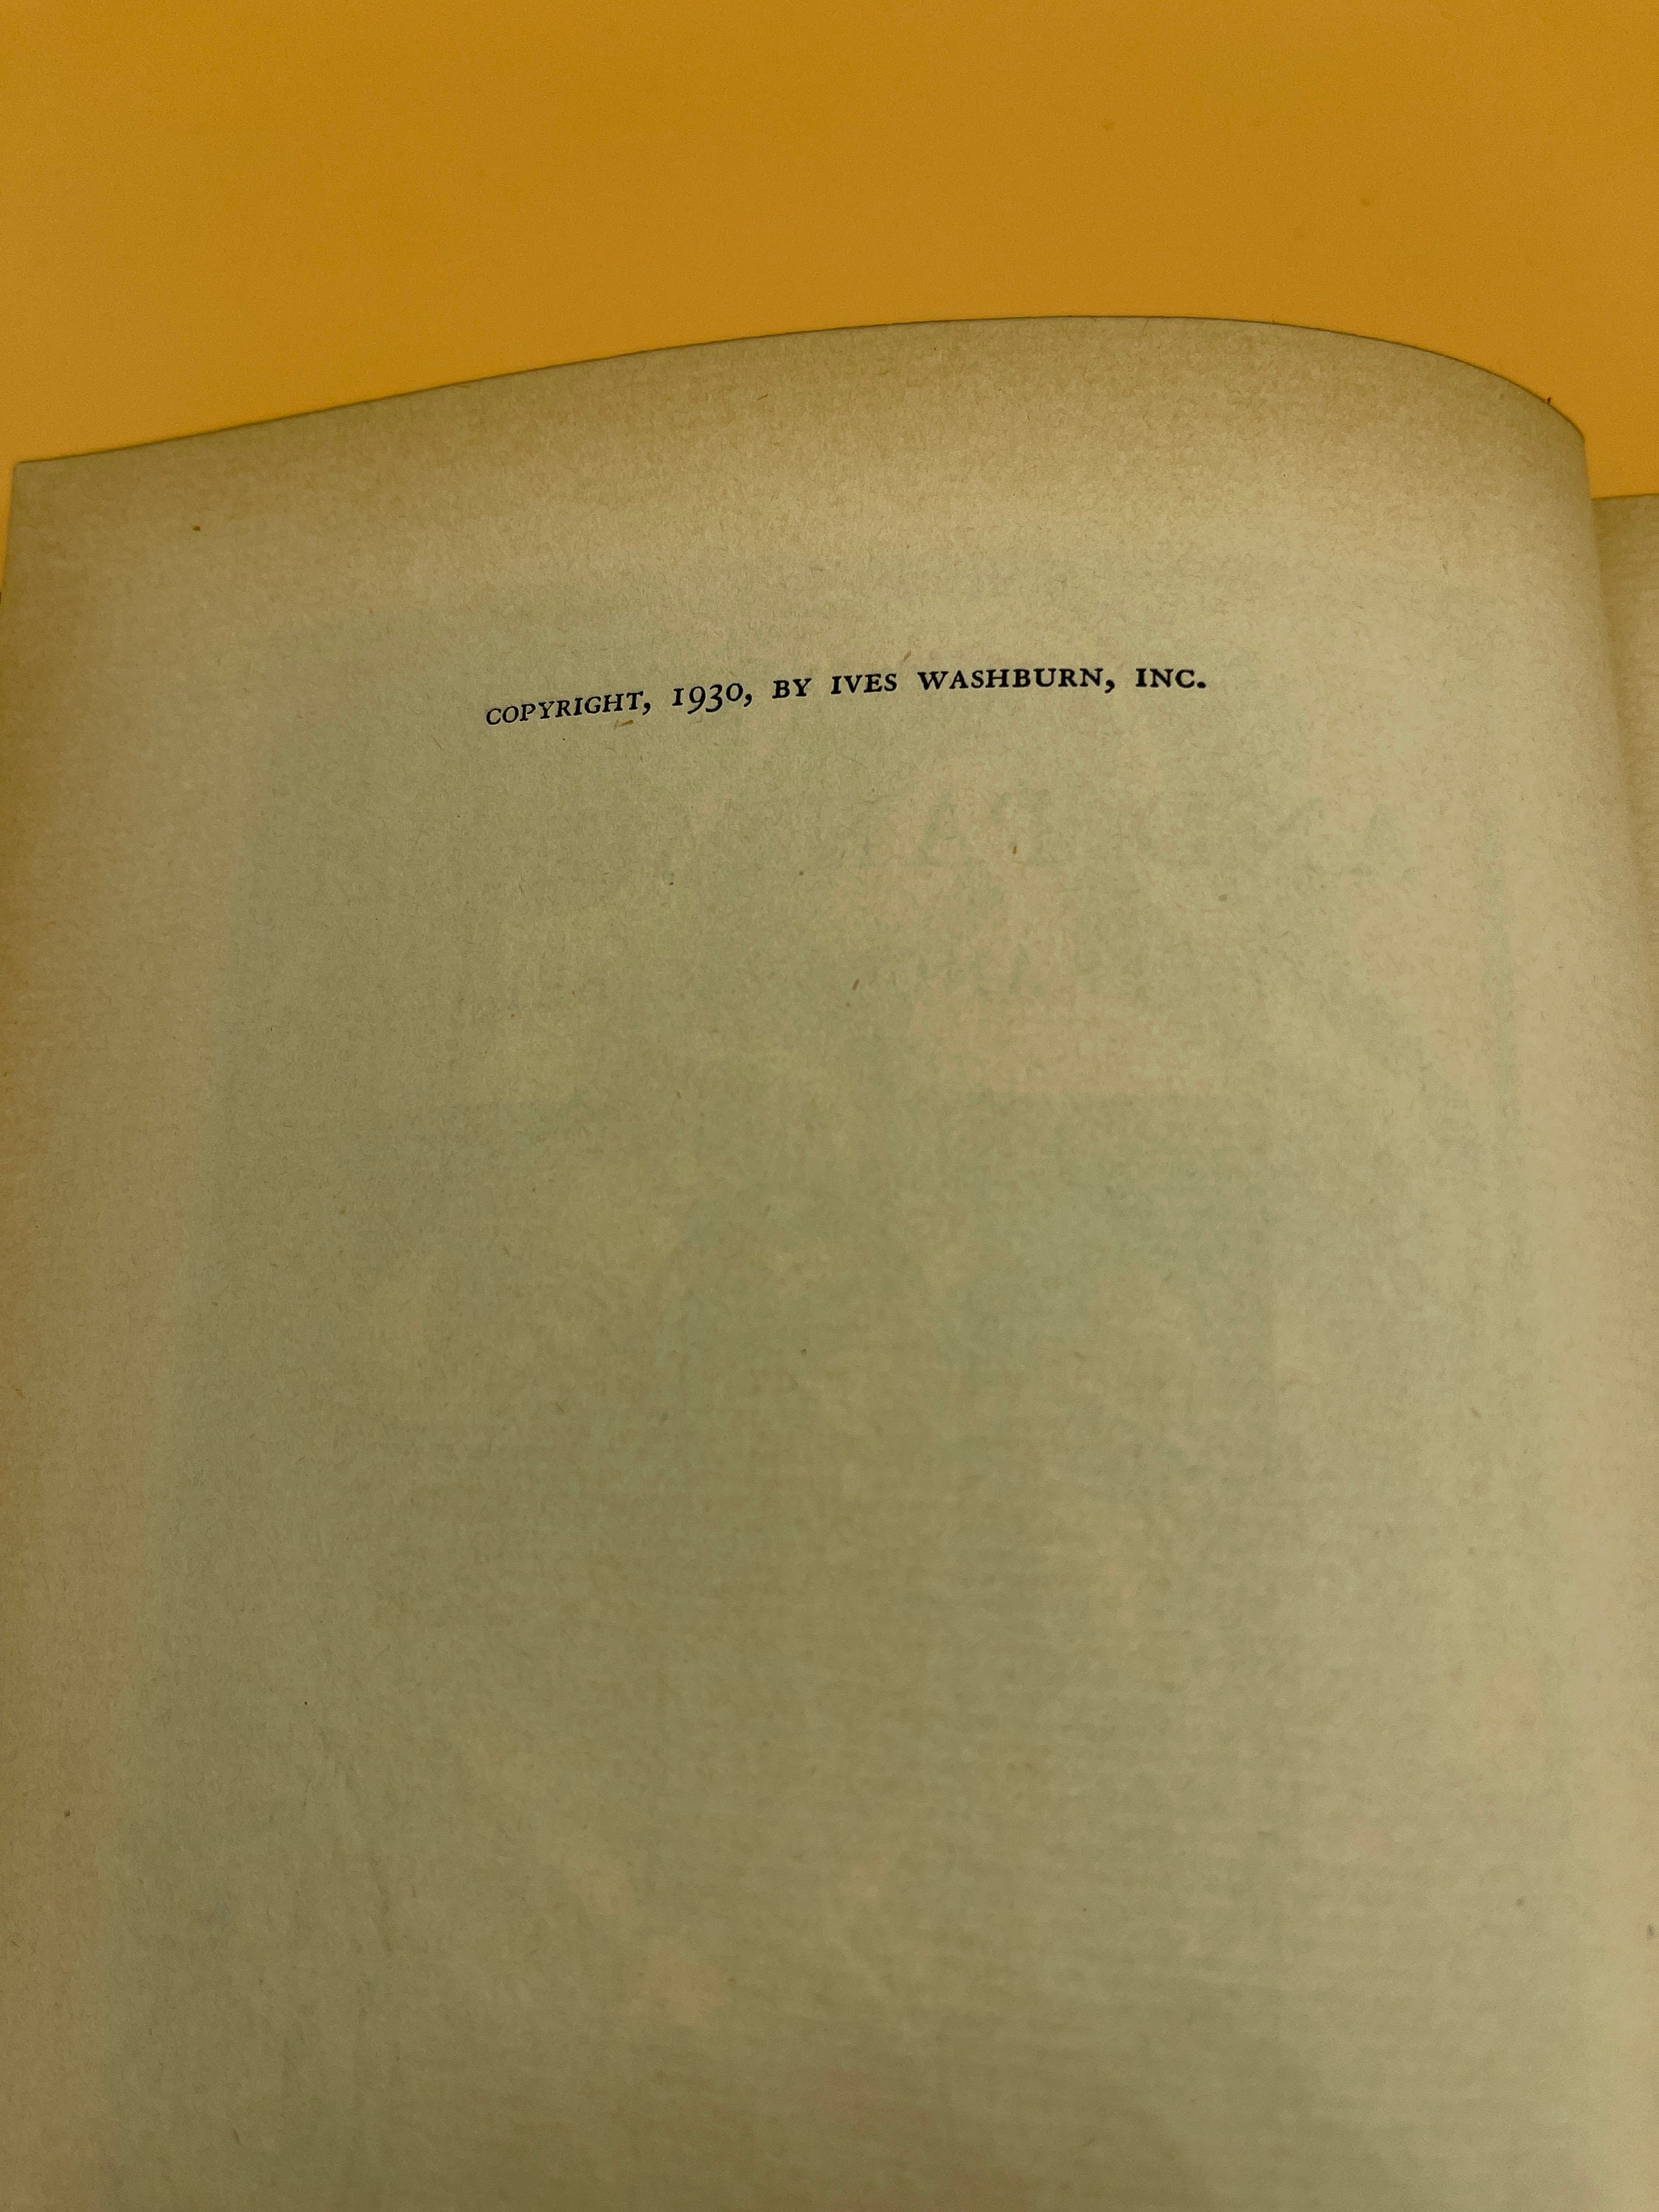 COPYRIGHT, 1930, BY IVES WASHBURN, INC.